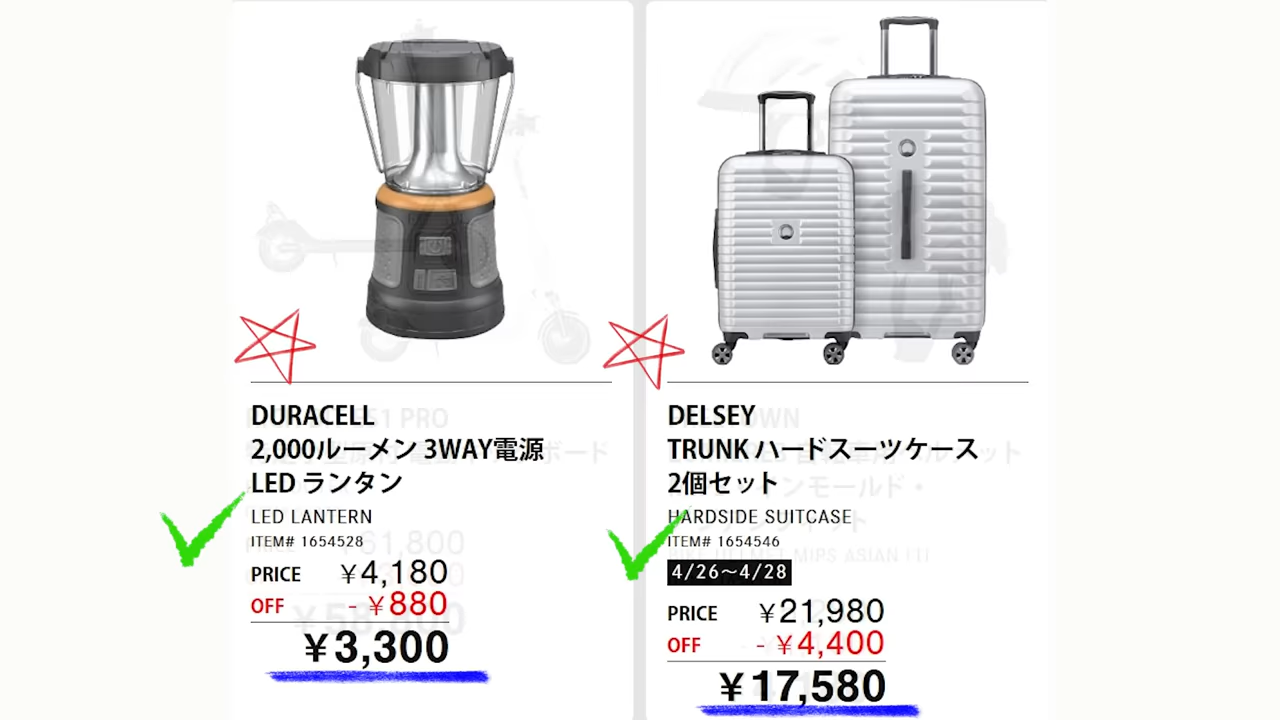 DURACELL
2,000ルーメン 3WAY電源
LED ランタン
LED LANTERN
ITEM# 1654528
PRICE ¥4,180
OFF - ¥880
¥3,300
DELSEY
TRUNK ハードスーツケース
2個セット
HARDSIDE SUITCASE
ITEM# 1654546
4/26〜4/28
PRICE ¥21,980
OFF - ¥4,400
¥17,580